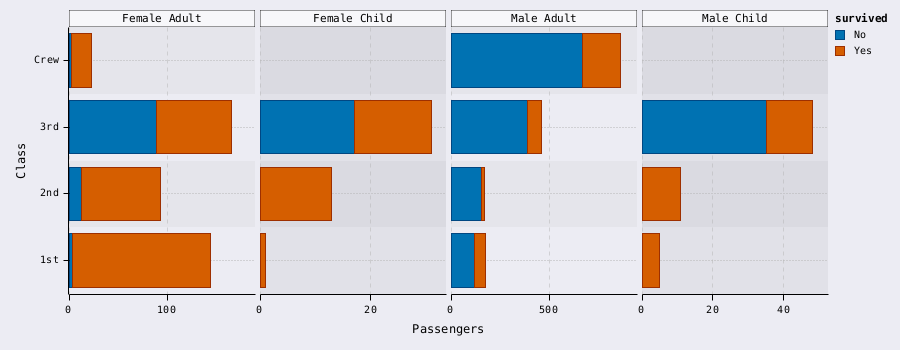 Female Adult Female Child Male Adult Male Child survived
No
Yes
Crew
3rd
2nd
1st
Class
0 100 0 20 0 500 0 20 40
Passengers